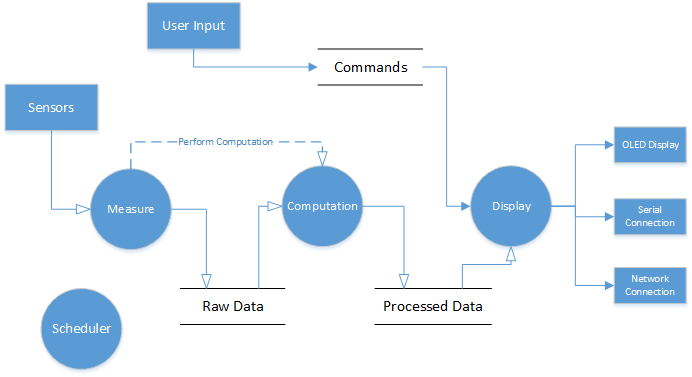 User Input
Commands
Sensors
Perform Computation
OLED Display
Measure
Computation
Display
Serial
Connection
Network
Connection
Raw Data
Processed Data
Scheduler